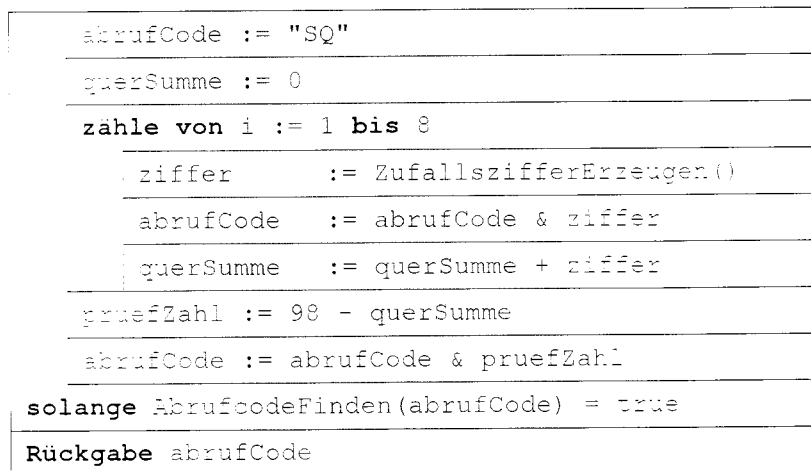 abrufCode := "SQ"
querSumme := 0
zähle von i := 1 bis 8
ziffer := ZufallszifferErzeugen()
abrufCode := abrufCode & ziffer
querSumme := querSumme + ziffer
pruefZahl := 98 - querSumme
abrufCode := abrufCode & pruefZahl
solange AbrufcodeFinden(abrufCode) = true
Rückgabe abrufCode